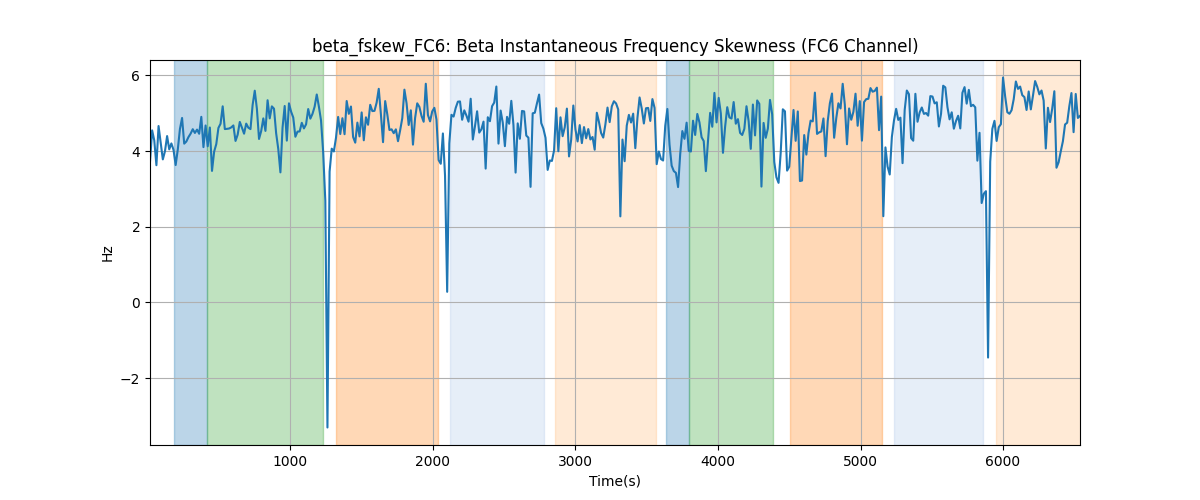 beta_fskew_FC6: Beta Instantaneous Frequency Skewness (FC6 Channel)
6
4
2
0
−2
Hz
1000 2000 3000 4000 5000 6000
Time(s)